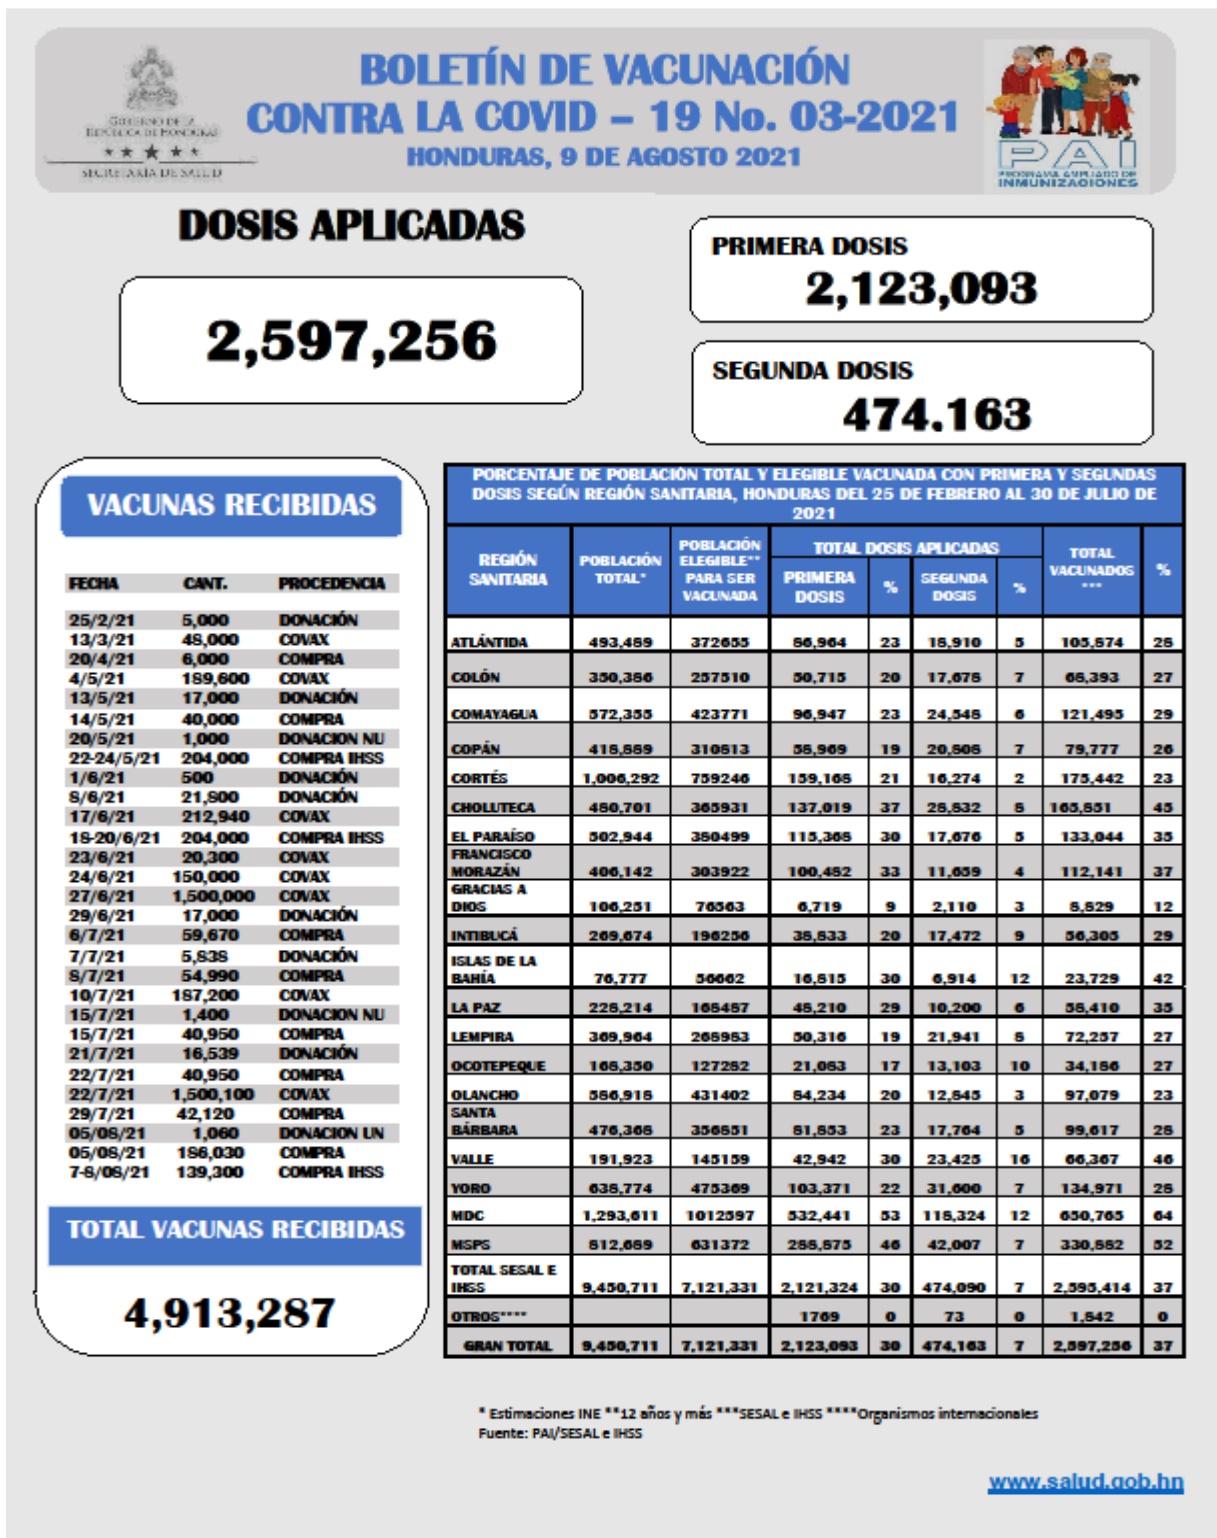 GOBIERNO DE LA
REPÚBLICA DE HONDURAS
SECRETARÍA DE SALUD
BOLETÍN DE VACUNACIÓN
CONTRA LA COVID – 19 No. 03-2021
HONDURAS, 9 DE AGOSTO 2021
PAI
PROGRAMA AMPLIADO DE
INMUNIZACIONES
DOSIS APLICADAS
2,597,256
PRIMERA DOSIS
2,123,093
SEGUNDA DOSIS
474.163
VACUNAS RECIBIDAS
FECHA CANT. PROCEDENCIA
25/2/21 5,000 DONACIÓN
13/3/21 48,000 COVAX
20/4/21 6,000 COMPRA
4/5/21 189,600 COVAX
13/5/21 17,000 DONACIÓN
14/5/21 40,000 COMPRA
20/5/21 1,000 DONACION NU
22-24/5/21 204,000 COMPRA IHSS
1/6/21 500 DONACIÓN
8/6/21 21,800 DONACIÓN
17/6/21 212,940 COVAX
18-20/6/21 204,000 COMPRA IHSS
23/6/21 20,300 COVAX
24/6/21 150,000 COVAX
27/6/21 1,500,000 COVAX
29/6/21 17,000 DONACIÓN
6/7/21 59,670 COMPRA
7/7/21 5,838 DONACIÓN
8/7/21 54,990 COMPRA
10/7/21 187,200 COVAX
15/7/21 1,400 DONACION NU
15/7/21 40,950 COMPRA
21/7/21 16,539 DONACIÓN
22/7/21 40,950 COMPRA
22/7/21 1,500,100 COVAX
29/7/21 42,120 COMPRA
05/08/21 1,060 DONACION UN
05/08/21 186,030 COMPRA
7-8/08/21 139,300 COMPRA IHSS
TOTAL VACUNAS RECIBIDAS
4,913,287
PORCENTAJE DE POBLACIÓN TOTAL Y ELEGIBLE VACUNADA CON PRIMERA Y SEGUNDAS
DOSIS SEGÚN REGIÓN SANITARIA, HONDURAS DEL 25 DE FEBRERO AL 30 DE JULIO DE
2021
REGIÓN
SANITARIA
POBLACIÓN
TOTAL*
POBLACIÓN
ELEGIBLE**
PARA SER
VACUNADA
TOTAL DOSIS APLICADAS
PRIMERA
DOSIS
%
SEGUNDA
DOSIS
%
TOTAL
VACUNADOS
***
%
ATLÁNTIDA 493,489 372655 86,964 23 18,910 5 105,874 28
COLÓN 350,386 257510 50,715 20 17,678 7 68,393 27
COMAYAGUA 572,355 423771 96,947 23 24,548 6 121,495 29
COPÁN 418,889 310813 58,969 19 20,808 7 79,777 26
CORTÉS 1,006,292 759246 159,168 21 16,274 2 175,442 23
CHOLUTECA 480,701 365931 137,019 37 28,832 8 165,851 45
EL PARAÍSO 502,944 380499 115,368 30 17,676 5 133,044 35
FRANCISCO
MORAZÁN 406,142 303922 100,482 33 11,659 4 112,141 37
GRACIAS A
DIOS 106,251 76563 6,719 9 2,110 3 8,829 12
INTIBUCÁ 269,674 196256 38,833 20 17,472 9 56,305 29
ISLAS DE LA
BAHÍA 76,777 56662 16,815 30 6,914 12 23,729 42
LA PAZ 228,214 168487 48,210 29 10,200 6 58,410 35
LEMPIRA 369,964 268983 50,316 19 21,941 8 72,257 27
OCOTEPEQUE 168,350 127282 21,083 17 13,103 10 34,186 27
OLANCHO 586,918 431402 84,234 20 12,845 3 97,079 23
SANTA
BÁRBARA 476,368 356851 81,853 23 17,764 5 99,617 28
VALLE 191,923 145159 42,942 30 23,425 16 66,367 46
YORO 638,774 475369 103,371 22 31,600 7 134,971 28
MDC 1,293,611 1012597 532,441 53 118,324 12 650,765 64
MSPS 812,689 631372 288,875 46 42,007 7 330,882 52
TOTAL SESAL E
IHSS 9,450,711 7,121,331 2,121,324 30 474,090 7 2,595,414 37
OTROS**** 1769 0 73 0 1,842 0
GRAN TOTAL 9,450,711 7,121,331 2,123,093 30 474,163 7 2,597,256 37
* Estimaciones INE **12 años y más ***SESAL e IHSS ****Organismos internacionales
Fuente: PAI/SESAL e IHSS
www.salud.gob.hn